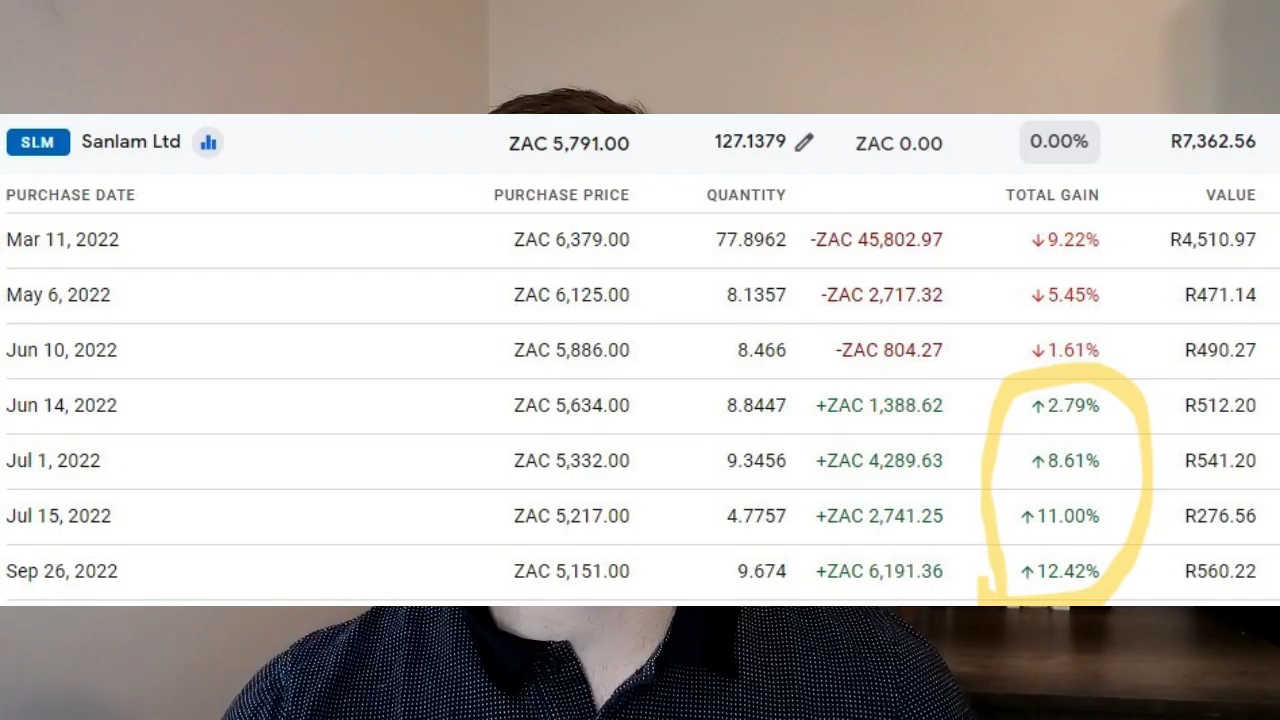 SLM Sanlam Ltd ZAC 5,791.00 127.1379 ZAC 0.00 0.00% R7,362.56
PURCHASE DATE PURCHASE PRICE QUANTITY TOTAL GAIN VALUE
Mar 11, 2022 ZAC 6,379.00 77.8962 -ZAC 45,802.97 ↓9.22% R4,510.97
May 6, 2022 ZAC 6,125.00 8.1357 -ZAC 2,717.32 ↓5.45% R471.14
Jun 10, 2022 ZAC 5,886.00 8.466 -ZAC 804.27 ↓1.61% R490.27
Jun 14, 2022 ZAC 5,634.00 8.8447 +ZAC 1,388.62 ↑2.79% R512.20
Jul 1, 2022 ZAC 5,332.00 9.3456 +ZAC 4,289.63 ↑8.61% R541.20
Jul 15, 2022 ZAC 5,217.00 4.7757 +ZAC 2,741.25 ↑11.00% R276.56
Sep 26, 2022 ZAC 5,151.00 9.674 +ZAC 6,191.36 ↑12.42% R560.22